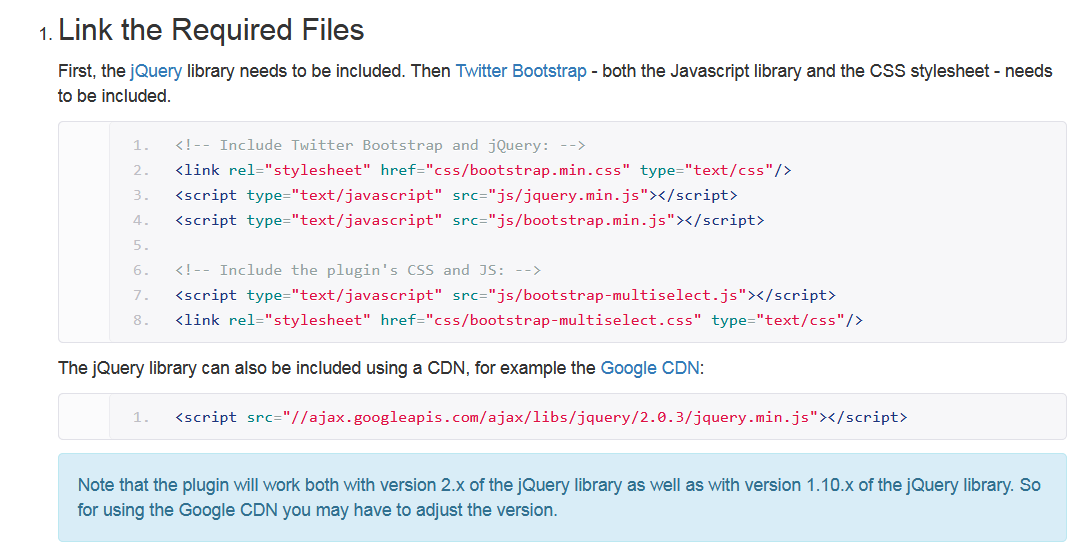 1. Link the Required Files
First, the jQuery library needs to be included. Then Twitter Bootstrap - both the Javascript library and the CSS stylesheet - needs
to be included.
1. <!-- Include Twitter Bootstrap and jQuery: -->
2. <link rel="stylesheet" href="css/bootstrap.min.css" type="text/css"/>
3. <script type="text/javascript" src="js/jquery.min.js"></script>
4. <script type="text/javascript" src="js/bootstrap.min.js"></script>
5.
6. <!-- Include the plugin's CSS and JS: -->
7. <script type="text/javascript" src="js/bootstrap-multiselect.js"></script>
8. <link rel="stylesheet" href="css/bootstrap-multiselect.css" type="text/css"/>
The jQuery library can also be included using a CDN, for example the Google CDN:
1. <script src="//ajax.googleapis.com/ajax/libs/jquery/2.0.3/jquery.min.js"></script>
Note that the plugin will work both with version 2.x of the jQuery library as well as with version 1.10.x of the jQuery library. So
for using the Google CDN you may have to adjust the version.